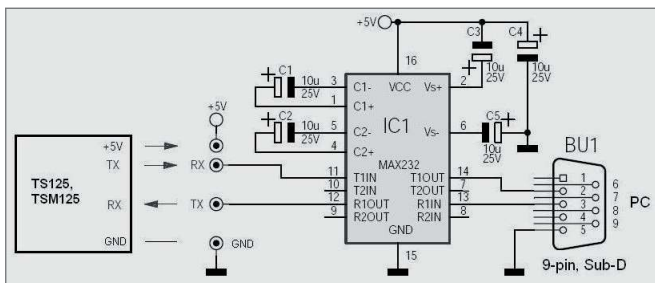 +5V
C3
C4
16
10u
25V
10u
25V
C1
10u
25V
3
C1-
VCC
Vs+
2
1
C1+
C2
10u
25V
5
C2-
IC1
Vs-
6
C5
10u
25V
4
C2+
MAX232
+5V
+5V
TX
RX
11
T1IN
T1OUT
14
10
T2IN
T2OUT
7
TS125,
TSM125
RX
TX
12
R1OUT
R1IN
13
9
R2OUT
R2IN
8
GND
GND
GND
15
BU1
1
2
3
4
5
6
7
8
9
PC
9-pin, Sub-D